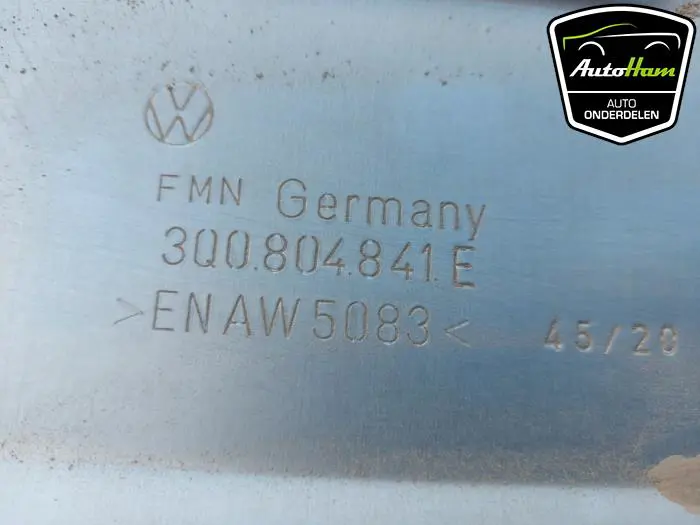 AutoHam
AUTO
ONDERDELEN
FMN Germany
3Q0.804.841.E
>ENAW5083< 45/20